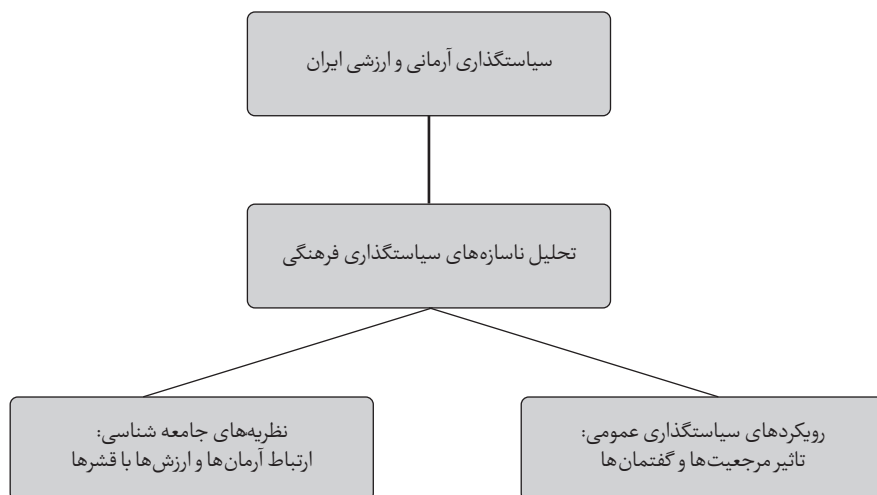 سیاستگذاری آرمانی و ارزشی ایران
تحلیل ناسازه‌های سیاستگذاری فرهنگی
رویکردهای سیاستگذاری عمومی:
تاثیر مرجعیت‌ها و گفتمان‌ها
نظریه‌های جامعه شناسی:
ارتباط آرمان‌ها و ارزش‌ها با قشرها